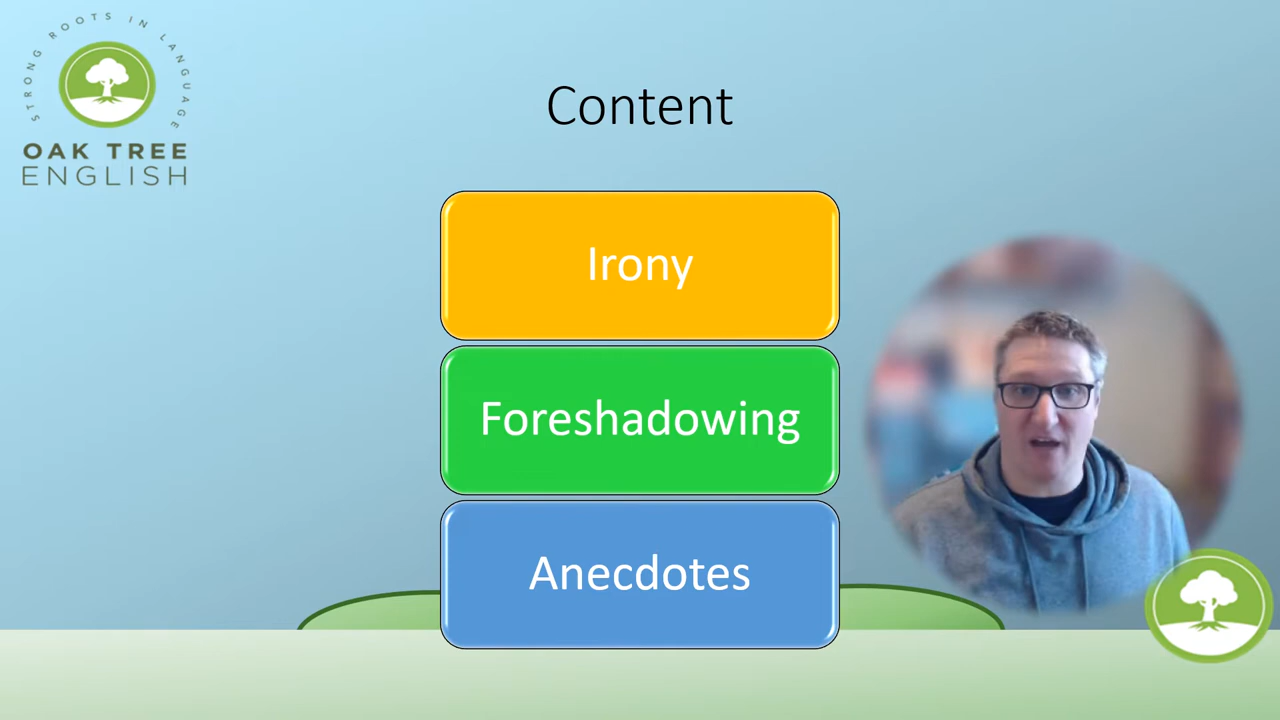 STRONG ROOTS IN LANGUAGE
OAK TREE
ENGLISH
Content
Irony
Foreshadowing
Anecdotes